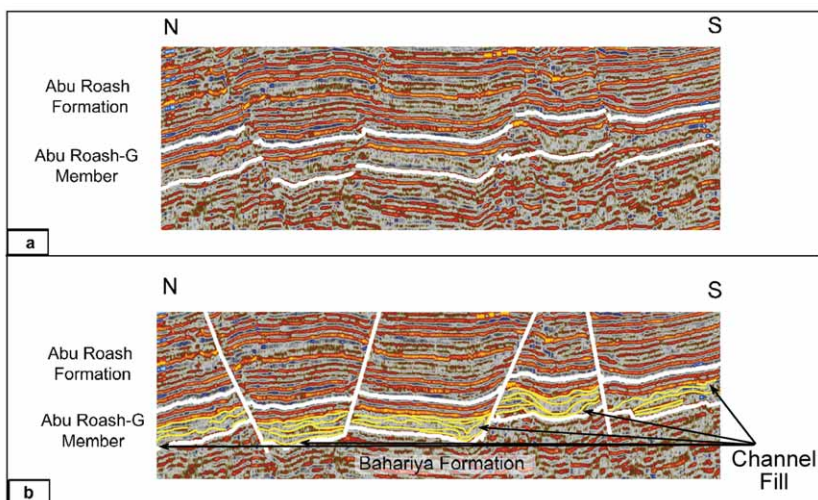 N
S
Abu Roash
Formation
Abu Roash-G
Member
a
N
S
Abu Roash
Formation
Abu Roash-G
Member
Bahariya Formation
Channel
Fill
b